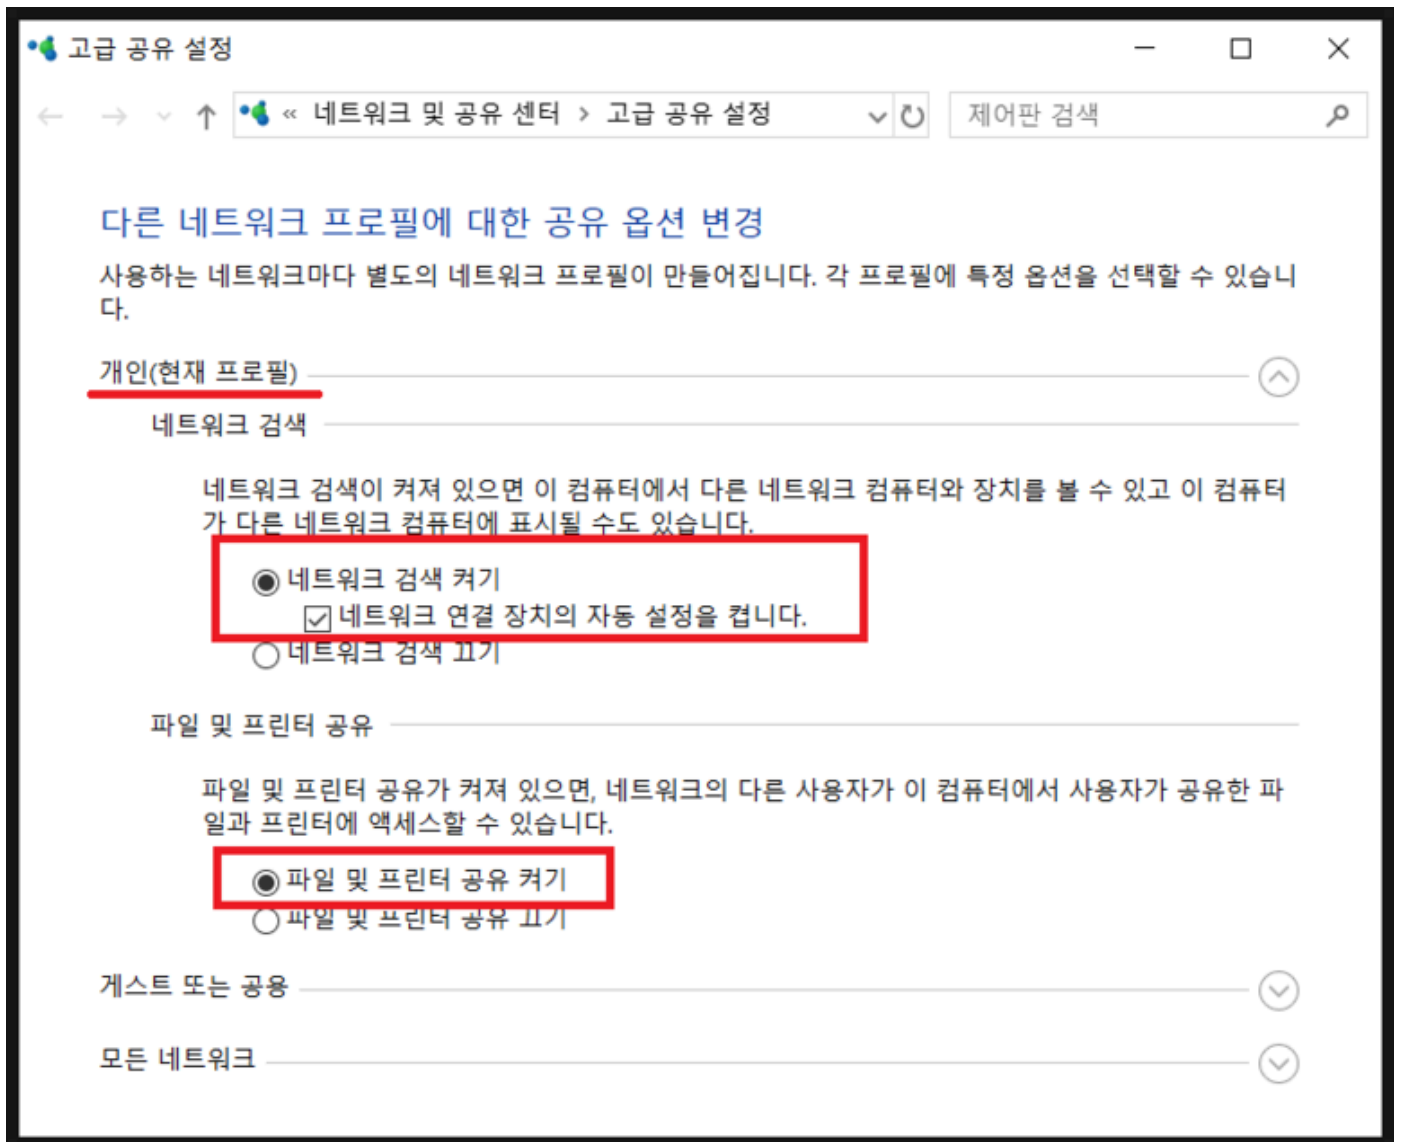 고급 공유 설정
« 네트워크 및 공유 센터 > 고급 공유 설정
제어판 검색
다른 네트워크 프로필에 대한 공유 옵션 변경
사용하는 네트워크마다 별도의 네트워크 프로필이 만들어집니다. 각 프로필에 특정 옵션을 선택할 수 있습니
다.
개인(현재 프로필)
네트워크 검색
네트워크 검색이 켜져 있으면 이 컴퓨터에서 다른 네트워크 컴퓨터와 장치를 볼 수 있고 이 컴퓨터
가 다른 네트워크 컴퓨터에 표시될 수도 있습니다.
네트워크 검색 켜기
네트워크 연결 장치의 자동 설정을 켭니다.
네트워크 검색 끄기
파일 및 프린터 공유
파일 및 프린터 공유가 켜져 있으면, 네트워크의 다른 사용자가 이 컴퓨터에서 사용자가 공유한 파
일과 프린터에 액세스할 수 있습니다.
파일 및 프린터 공유 켜기
파일 및 프린터 공유 끄기
게스트 또는 공용
모든 네트워크